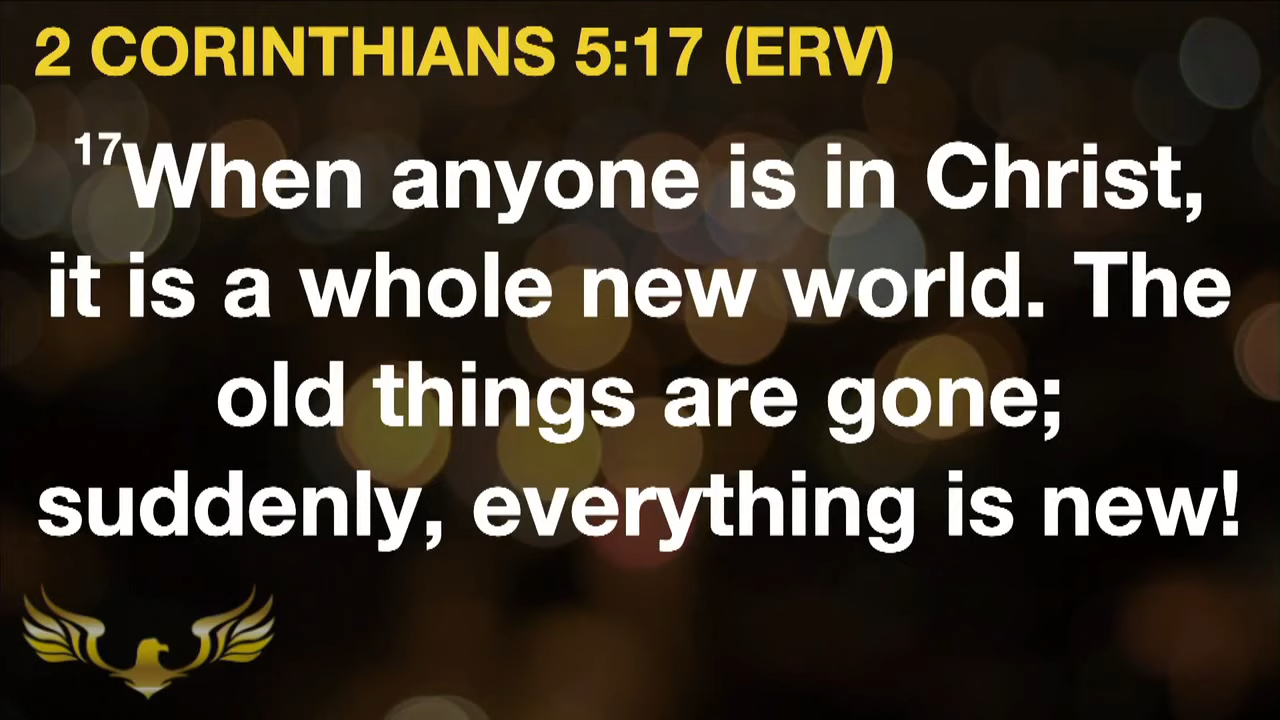 2 CORINTHIANS 5:17 (ERV)
17When anyone is in Christ,
it is a whole new world. The
old things are gone;
suddenly, everything is new!